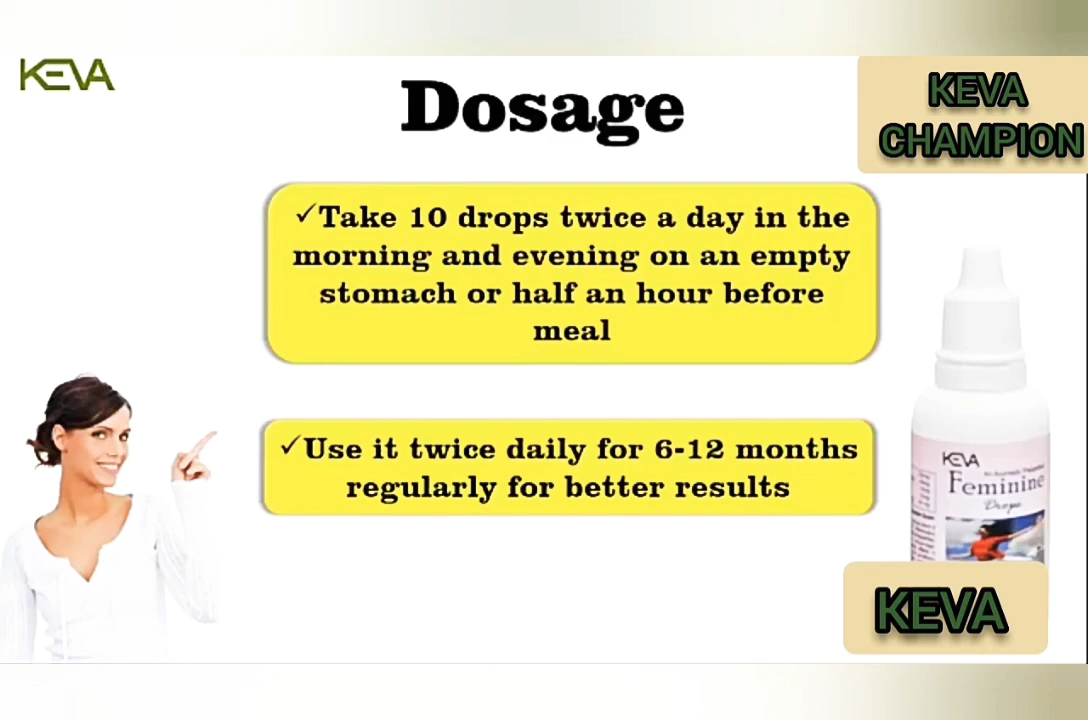 KEVA
Dosage
KEVA
CHAMPION
✓Take 10 drops twice a day in the
morning and evening on an empty
stomach or half an hour before
meal
✓Use it twice daily for 6-12 months
regularly for better results
KEVA
Feminine
Drops
KEVA